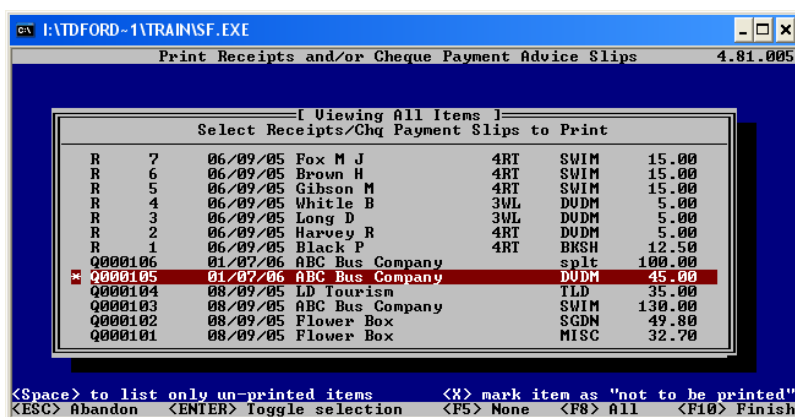 I:\TDFORD~1\TRAIN\SF.EXE
Print Receipts and/or Cheque Payment Advice Slips 4.81.005
[ Viewing All Items ]
Select Receipts/Chq Payment Slips to Print
R 7 06/09/05 Fox M J 4RT SWIM 15.00
R 6 06/09/05 Brown H 4RT SWIM 15.00
R 5 06/09/05 Gibson M 4RT SWIM 15.00
R 4 06/09/05 Whitle B 3WL DVDM 5.00
R 3 06/09/05 Long D 3WL DVDM 5.00
R 2 06/09/05 Harvey R 4RT DVDM 5.00
R 1 06/09/05 Black P 4RT BKSH 12.50
Q000106 01/07/06 ABC Bus Company splt 100.00
* Q000105 01/07/06 ABC Bus Company DVDM 45.00
Q000104 08/09/05 LD Tourism TLD 35.00
Q000103 08/09/05 ABC Bus Company SWIM 130.00
Q000102 08/09/05 Flower Box SGDN 49.80
Q000101 08/09/05 Flower Box MISC 32.70
<Space> to list only un-printed items <X> mark item as "not to be printed"
<ESC> Abandon <ENTER> Toggle selection <F5> None <F8> All <F10> Finish